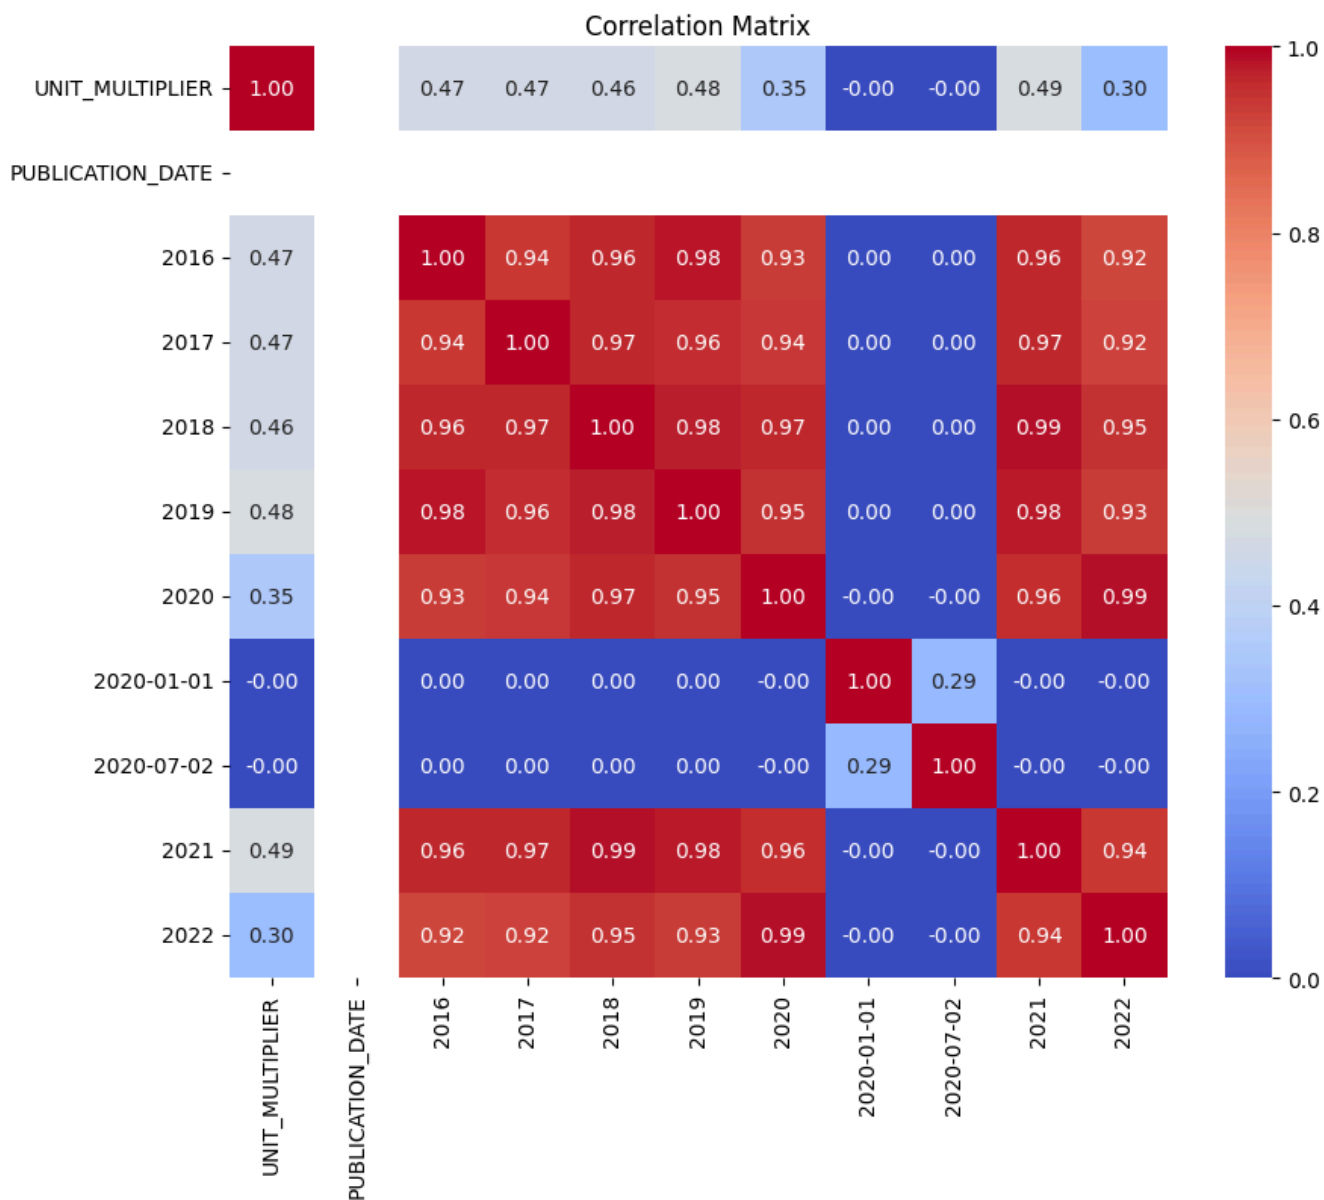 Correlation Matrix
UNIT_MULTIPLIER 1.00 0.47 0.47 0.46 0.48 0.35 -0.00 -0.00 0.49 0.30
PUBLICATION_DATE
2016 0.47 1.00 0.94 0.96 0.98 0.93 0.00 0.00 0.96 0.92
2017 0.47 0.94 1.00 0.97 0.96 0.94 0.00 0.00 0.97 0.92
2018 0.46 0.96 0.97 1.00 0.98 0.97 0.00 0.00 0.99 0.95
2019 0.48 0.98 0.96 0.98 1.00 0.95 0.00 0.00 0.98 0.93
2020 0.35 0.93 0.94 0.97 0.95 1.00 -0.00 -0.00 0.96 0.99
2020-01-01 -0.00 0.00 0.00 0.00 0.00 -0.00 1.00 0.29 -0.00 -0.00
2020-07-02 -0.00 0.00 0.00 0.00 0.00 -0.00 0.29 1.00 -0.00 -0.00
2021 0.49 0.96 0.97 0.99 0.98 0.96 -0.00 -0.00 1.00 0.94
2022 0.30 0.92 0.92 0.95 0.93 0.99 -0.00 -0.00 0.94 1.00
UNIT_MULTIPLIER
PUBLICATION_DATE
2016
2017
2018
2019
2020
2020-01-01
2020-07-02
2021
2022
1.0
0.8
0.6
0.4
0.2
0.0